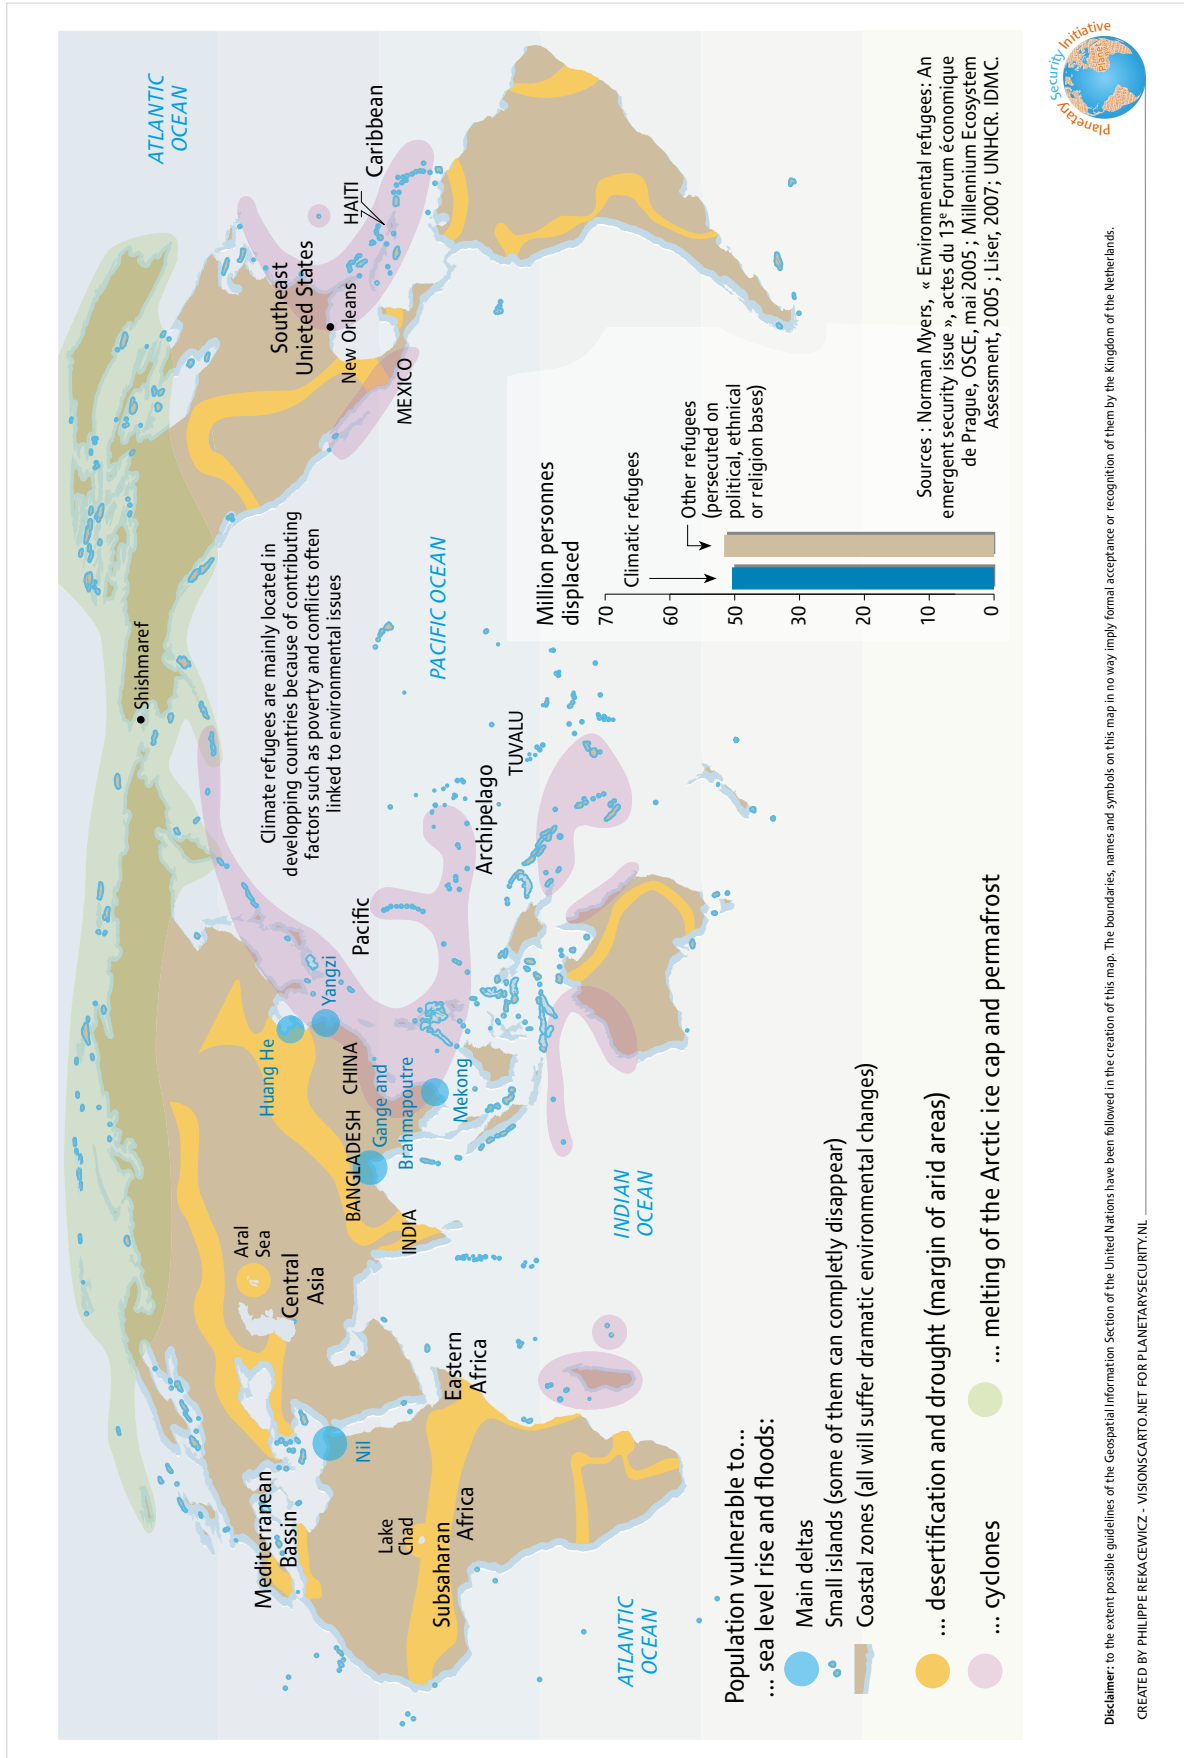 Planetary Security Initiative
ATLANTIC
OCEAN
Caribbean
HAITI
Southeast
Unieted States
New Orleans
MEXICO
Shishmaref
Climate refugees are mainly located in
developping countries because of contributing
factors such as poverty and conflicts often
linked to environmental issues
PACIFIC OCEAN
TUVALU
Archipelago
Pacific
Yangzi
Huang He
CHINA
Gange and
Brahmapoutre
Mekong
BANGLADESH
INDIA
Aral
Sea
Central
Asia
INDIAN
OCEAN
Eastern
Africa
Nil
Mediterranean
Basin
Lake
Chad
Subsaharan
Africa
ATLANTIC
OCEAN
Million personnes
displaced
70
60
50
30
20
10
0
Climatic refugees
Other refugees
(persecuted on
political, ethnical
or religion bases)
Sources : Norman Myers, « Environmental refugees: An
emergent security issue », actes du 13e Forum économique
de Prague, OSCE, mai 2005 ; Millennium Ecosystem
Assessment, 2005 ; Liser, 2007; UNHCR. IDMC.
Population vulnerable to...
... sea level rise and floods:
Main deltas
Small islands (some of them can completely disappear)
Coastal zones (all will suffer dramatic environmental changes)
... desertification and drought (margin of arid areas)
... cyclones
... melting of the Arctic ice cap and permafrost
Disclaimer: to the extent possible guidelines of the Geospatial Information Section of the United Nations have been followed in the creation of this map. The boundaries, names and symbols on this map in no way imply formal acceptance or recognition of them by the Kingdom of the Netherlands.
CREATED BY PHILIPPE REKACEWICZ - VISIONSCARTO.NET FOR PLANETARYSECURITY.NL